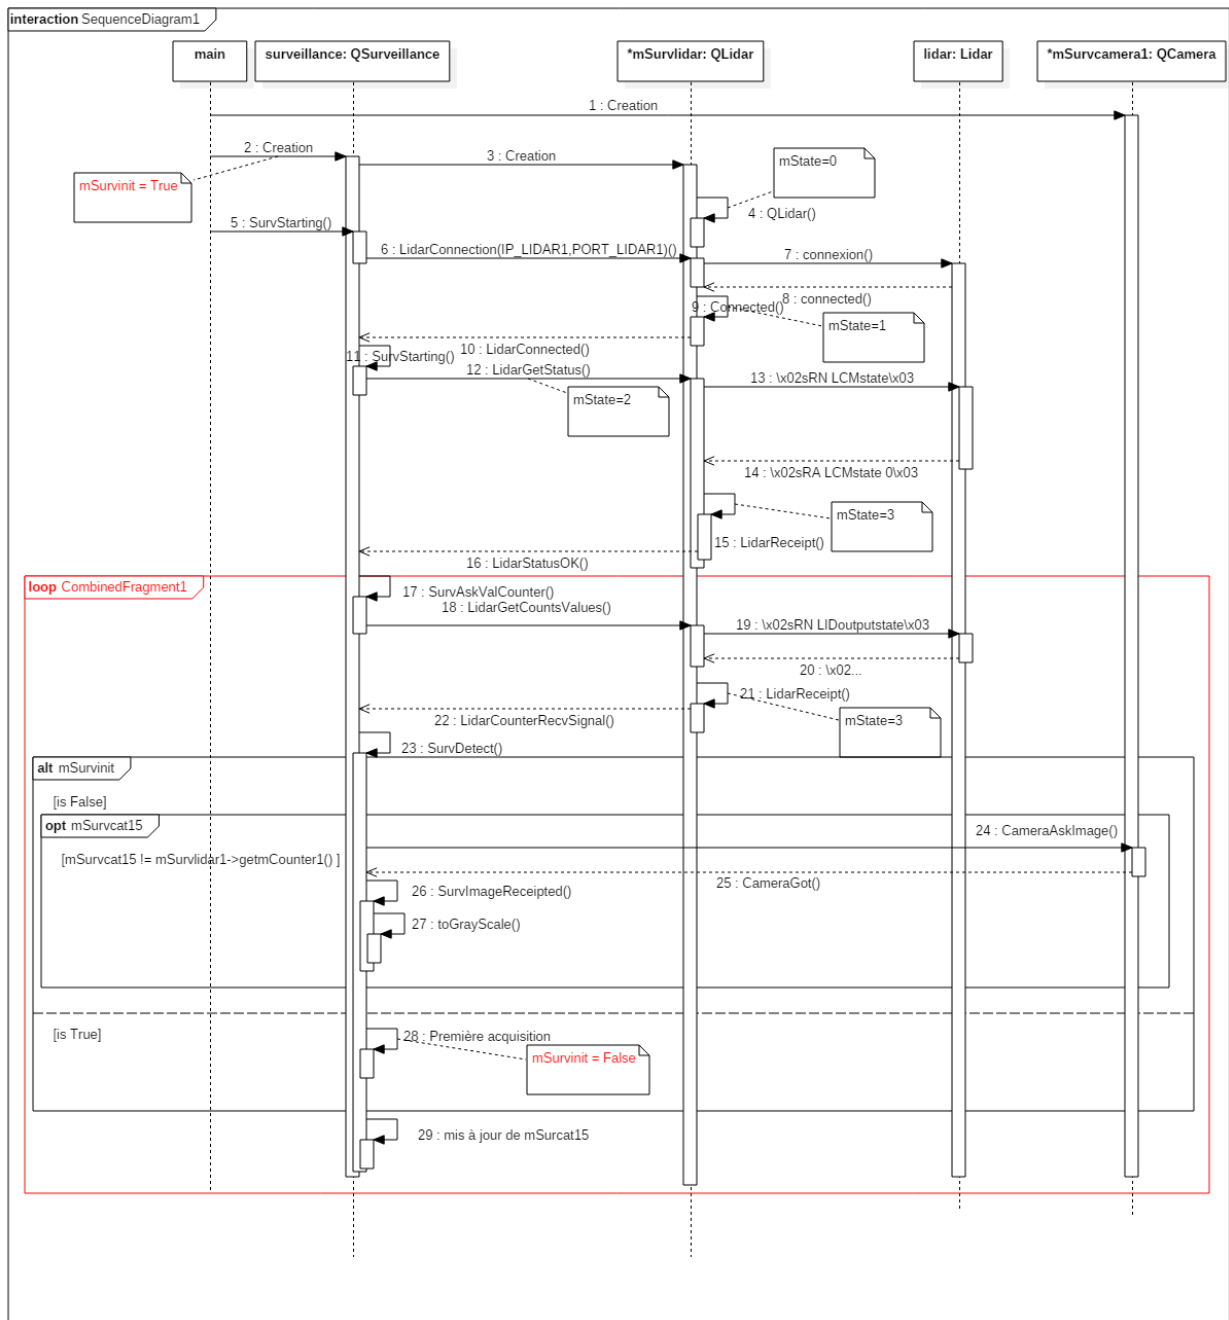 interaction SequenceDiagram1
main
surveillance: QSurveillance
*mSurvlidar: QLidar
lidar: Lidar
*mSurvcamera1: QCamera
1 : Creation
2 : Creation
3 : Creation
mState=0
mSurvinit = True
4 : QLidar()
5 : SurvStarting()
6 : LidarConnection(IP_LIDAR1,PORT_LIDAR1)()
7 : connexion()
8 : connected()
9 : Connected()
mState=1
10 : LidarConnected()
11 : SurvStarting()
12 : LidarGetStatus()
13 : \x02sRN LCMstate\x03
mState=2
14 : \x02sRA LCMstate 0\x03
mState=3
15 : LidarReceipt()
16 : LidarStatusOK()
loop CombinedFragment1
17 : SurvAskValCounter()
18 : LidarGetCountsValues()
19 : \x02sRN LIDoutputstate\x03
20 : \x02...
21 : LidarReceipt()
22 : LidarCounterRecvSignal()
mState=3
23 : SurvDetect()
alt mSurvinit
[is False]
opt mSurvcat15
24 : CameraAskImage()
[mSurvcat15 != mSurvlidar1->getmCounter1() ]
25 : CameraGot()
26 : SurvImageReceipted()
27 : toGrayScale()
[is True]
28 : Première acquisition
mSurvinit = False
29 : mis à jour de mSurcat15